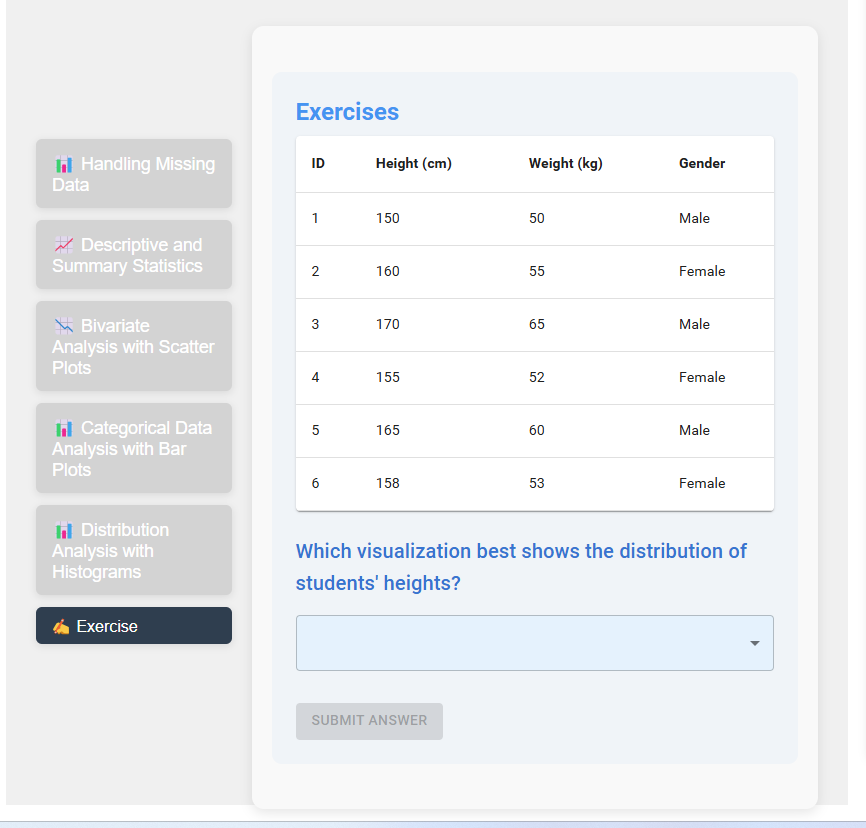 Handling Missing
Data
Descriptive and
Summary Statistics
Bivariate
Analysis with Scatter
Plots
Categorical Data
Analysis with Bar
Plots
Distribution
Analysis with
Histograms
Exercise
Exercises
ID Height (cm) Weight (kg) Gender
1 150 50 Male
2 160 55 Female
3 170 65 Male
4 155 52 Female
5 165 60 Male
6 158 53 Female
Which visualization best shows the distribution of
students' heights?
SUBMIT ANSWER